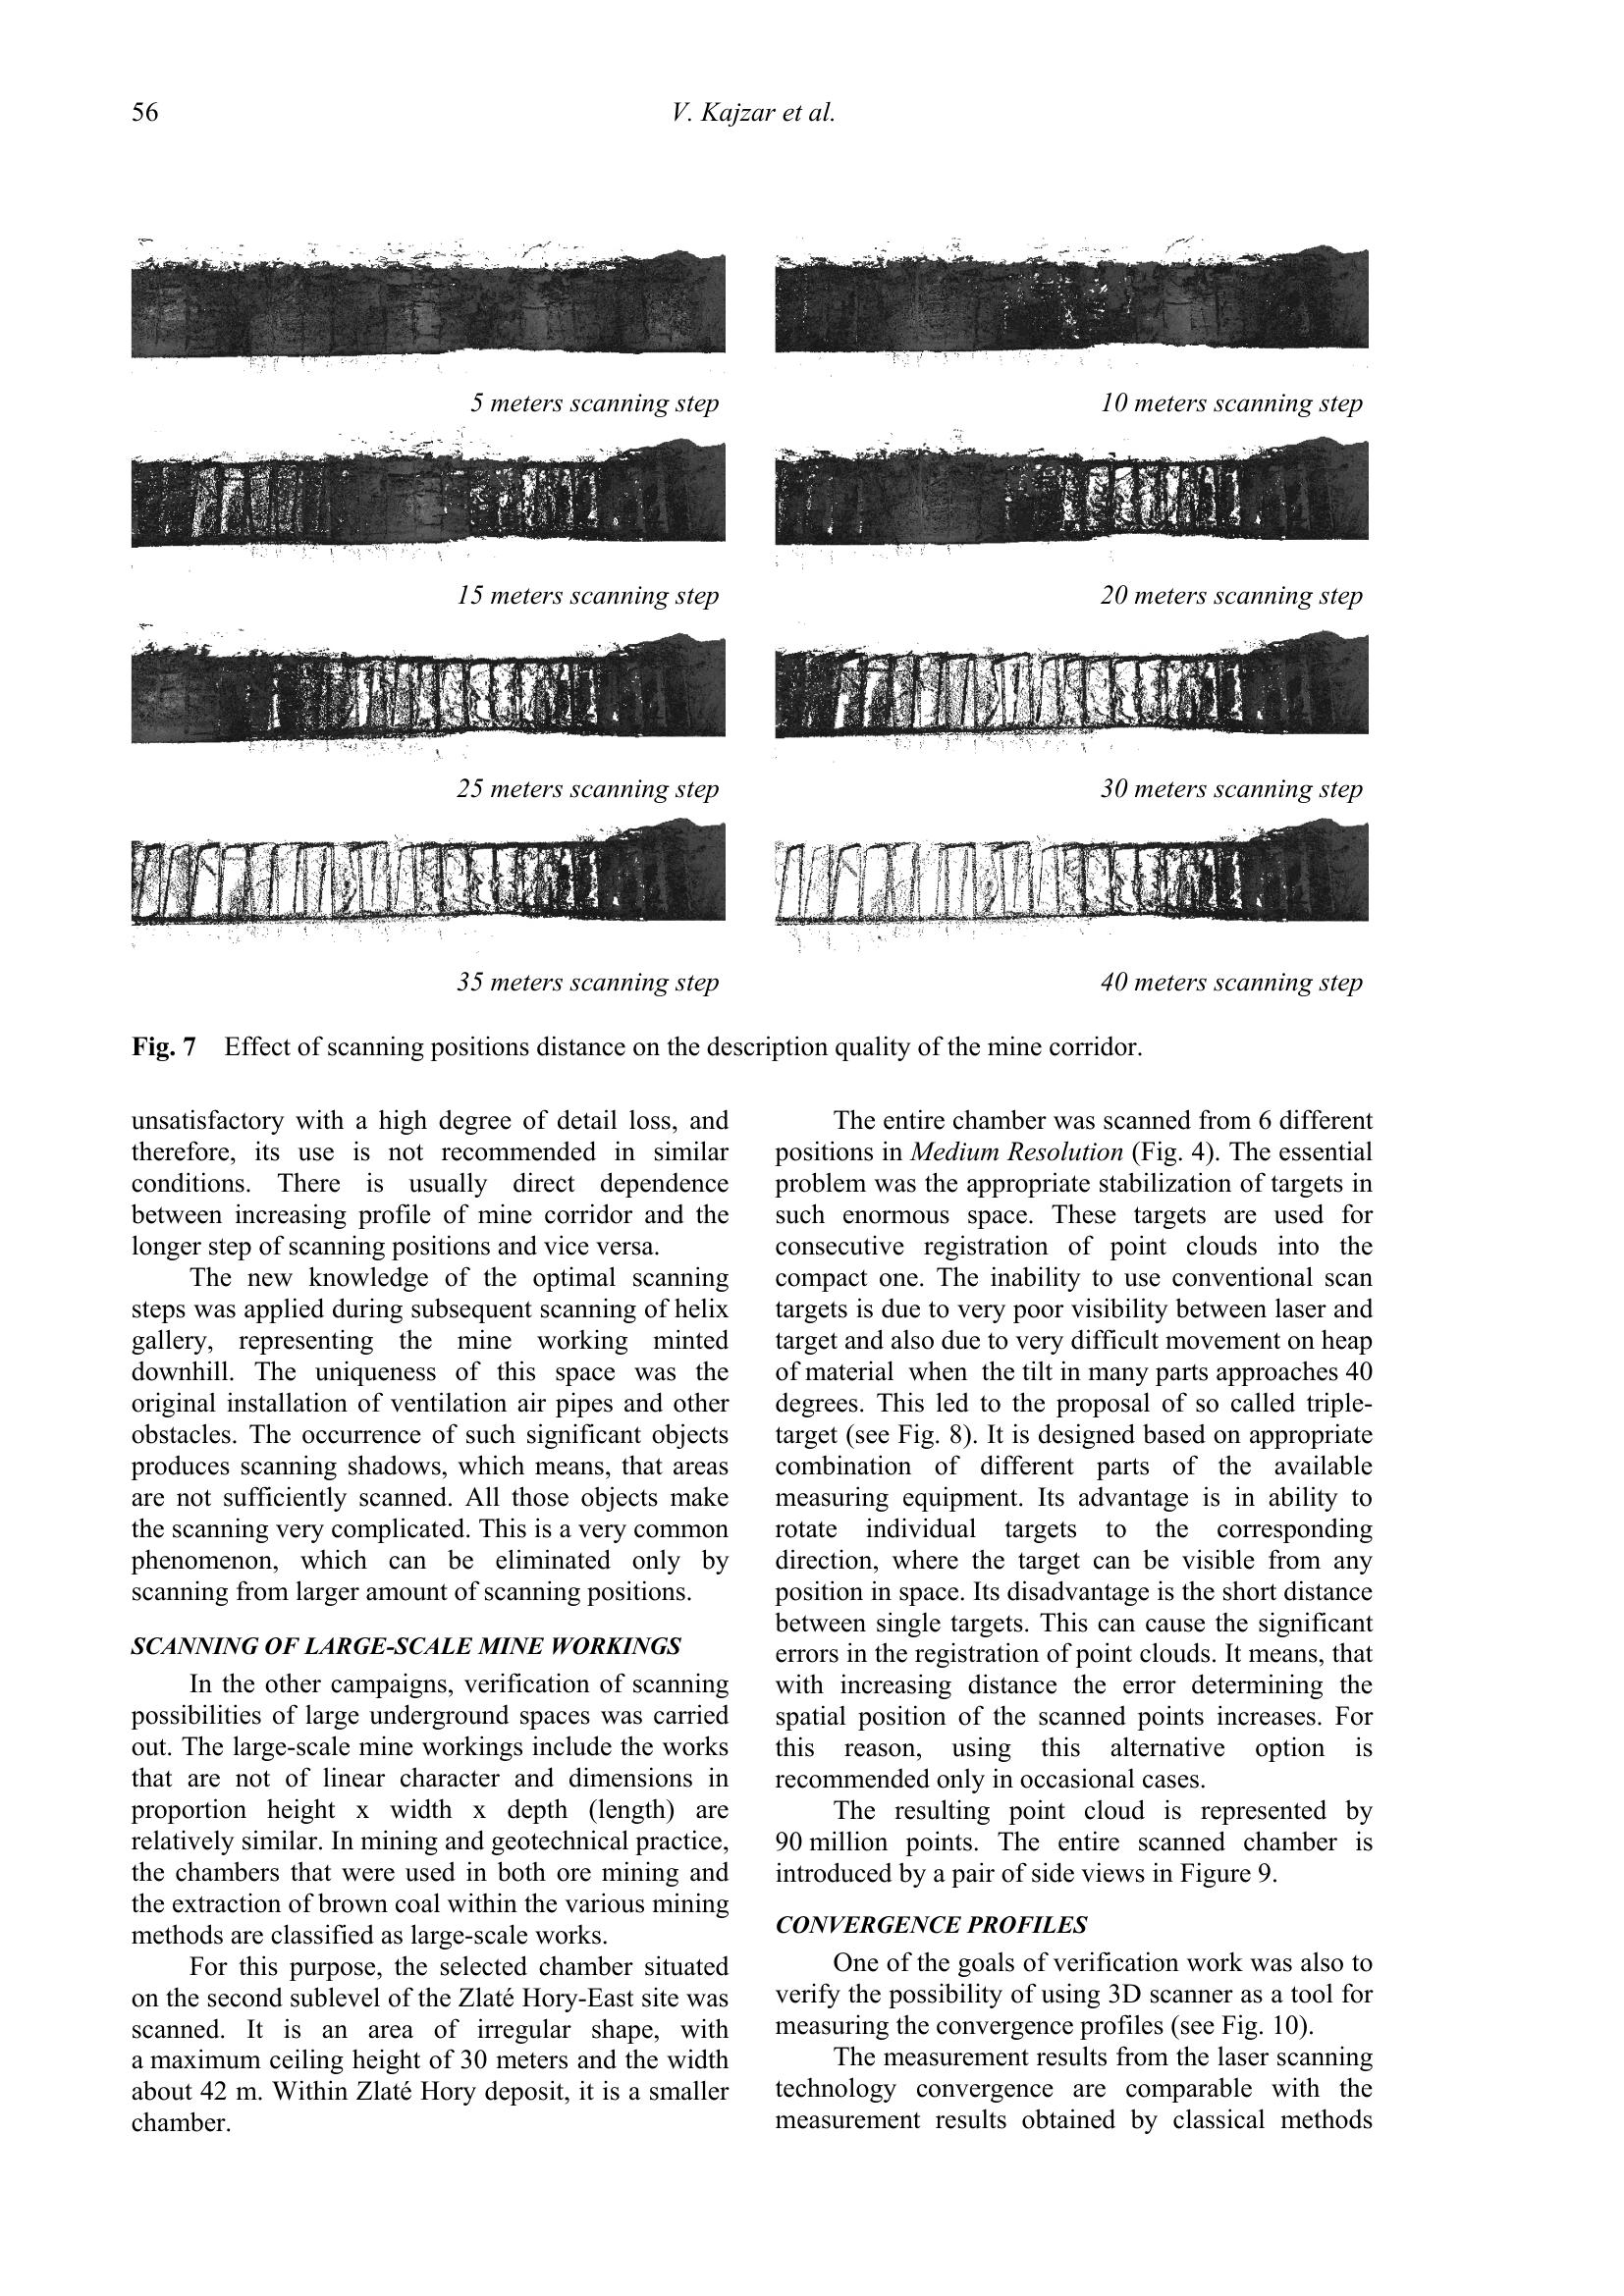 56
V. Kajzar et al.
5 meters scanning step
10 meters scanning step
15 meters scanning step
20 meters scanning step
25 meters scanning step
30 meters scanning step
35 meters scanning step
40 meters scanning step
Fig. 7 Effect of scanning positions distance on the description quality of the mine corridor.
unsatisfactory with a high degree of detail loss, and
therefore, its use is not recommended in similar
conditions. There is usually direct dependence
between increasing profile of mine corridor and the
longer step of scanning positions and vice versa.
The new knowledge of the optimal scanning
steps was applied during subsequent scanning of helix
gallery, representing the mine working minted
downhill. The uniqueness of this space was the
original installation of ventilation air pipes and other
obstacles. The occurrence of such significant objects
produces scanning shadows, which means, that areas
are not sufficiently scanned. All those objects make
the scanning very complicated. This is a very common
phenomenon, which can be eliminated only by
scanning from larger amount of scanning positions.
SCANNING OF LARGE-SCALE MINE WORKINGS
In the other campaigns, verification of scanning
possibilities of large underground spaces was carried
out. The large-scale mine workings include the works
that are not of linear character and dimensions in
proportion height x width x depth (length) are
relatively similar. In mining and geotechnical practice,
the chambers that were used in both ore mining and
the extraction of brown coal within the various mining
methods are classified as large-scale works.
For this purpose, the selected chamber situated
on the second sublevel of the Zlaté Hory-East site was
scanned. It is an area of irregular shape, with
a maximum ceiling height of 30 meters and the width
about 42 m. Within Zlaté Hory deposit, it is a smaller
chamber.
The entire chamber was scanned from 6 different
positions in Medium Resolution (Fig. 4). The essential
problem was the appropriate stabilization of targets in
such enormous space. These targets are used for
consecutive registration of point clouds into the
compact one. The inability to use conventional scan
targets is due to very poor visibility between laser and
target and also due to very difficult movement on heap
of material when the tilt in many parts approaches 40
degrees. This led to the proposal of so called triple-
target (see Fig. 8). It is designed based on appropriate
combination of different parts of the available
measuring equipment. Its advantage is in ability to
rotate individual targets to the corresponding
direction, where the target can be visible from any
position in space. Its disadvantage is the short distance
between single targets. This can cause the significant
errors in the registration of point clouds. It means, that
with increasing distance the error determining the
spatial position of the scanned points increases. For
this reason, using this alternative option is
recommended only in occasional cases.
The resulting point cloud is represented by
90 million points. The entire scanned chamber is
introduced by a pair of side views in Figure 9.
CONVERGENCE PROFILES
One of the goals of verification work was also to
verify the possibility of using 3D scanner as a tool for
measuring the convergence profiles (see Fig. 10).
The measurement results from the laser scanning
technology convergence are comparable with the
measurement results obtained by classical methods